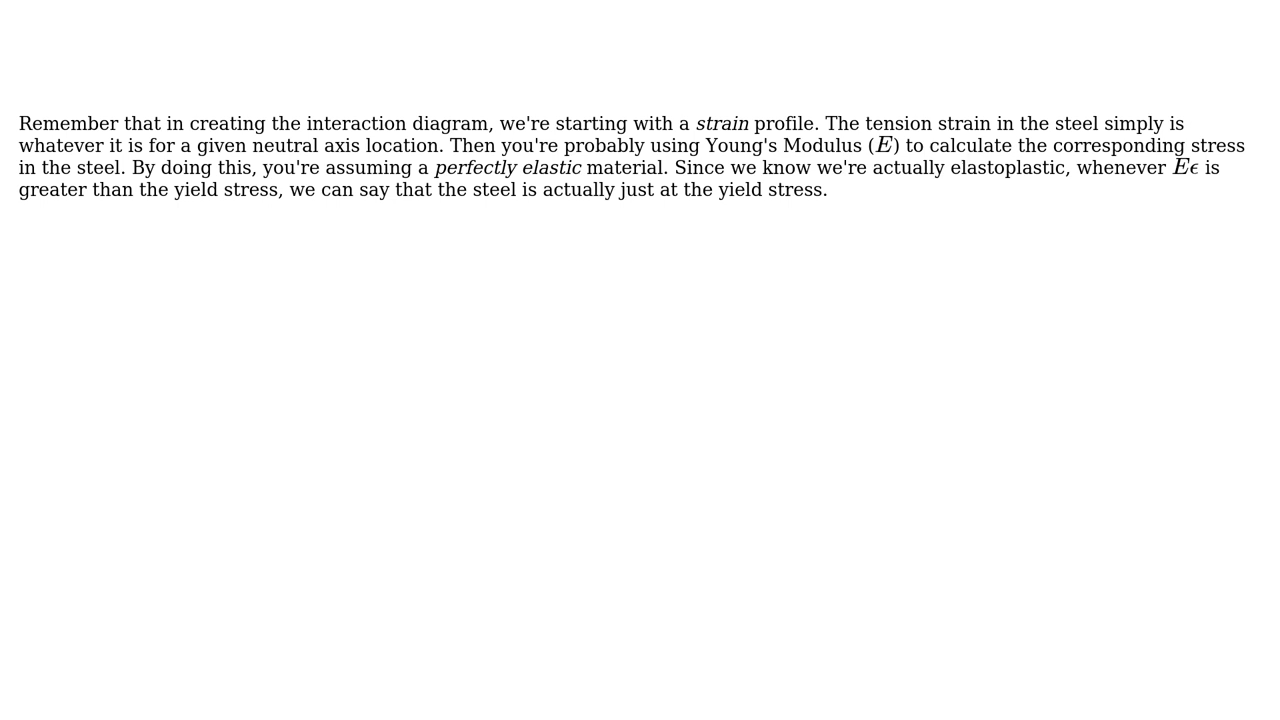 Remember that in creating the interaction diagram, we're starting with a strain profile. The tension strain in the steel simply is
whatever it is for a given neutral axis location. Then you're probably using Young's Modulus (E) to calculate the corresponding stress
in the steel. By doing this, you're assuming a perfectly elastic material. Since we know we're actually elastoplastic, whenever Eϵ is
greater than the yield stress, we can say that the steel is actually just at the yield stress.